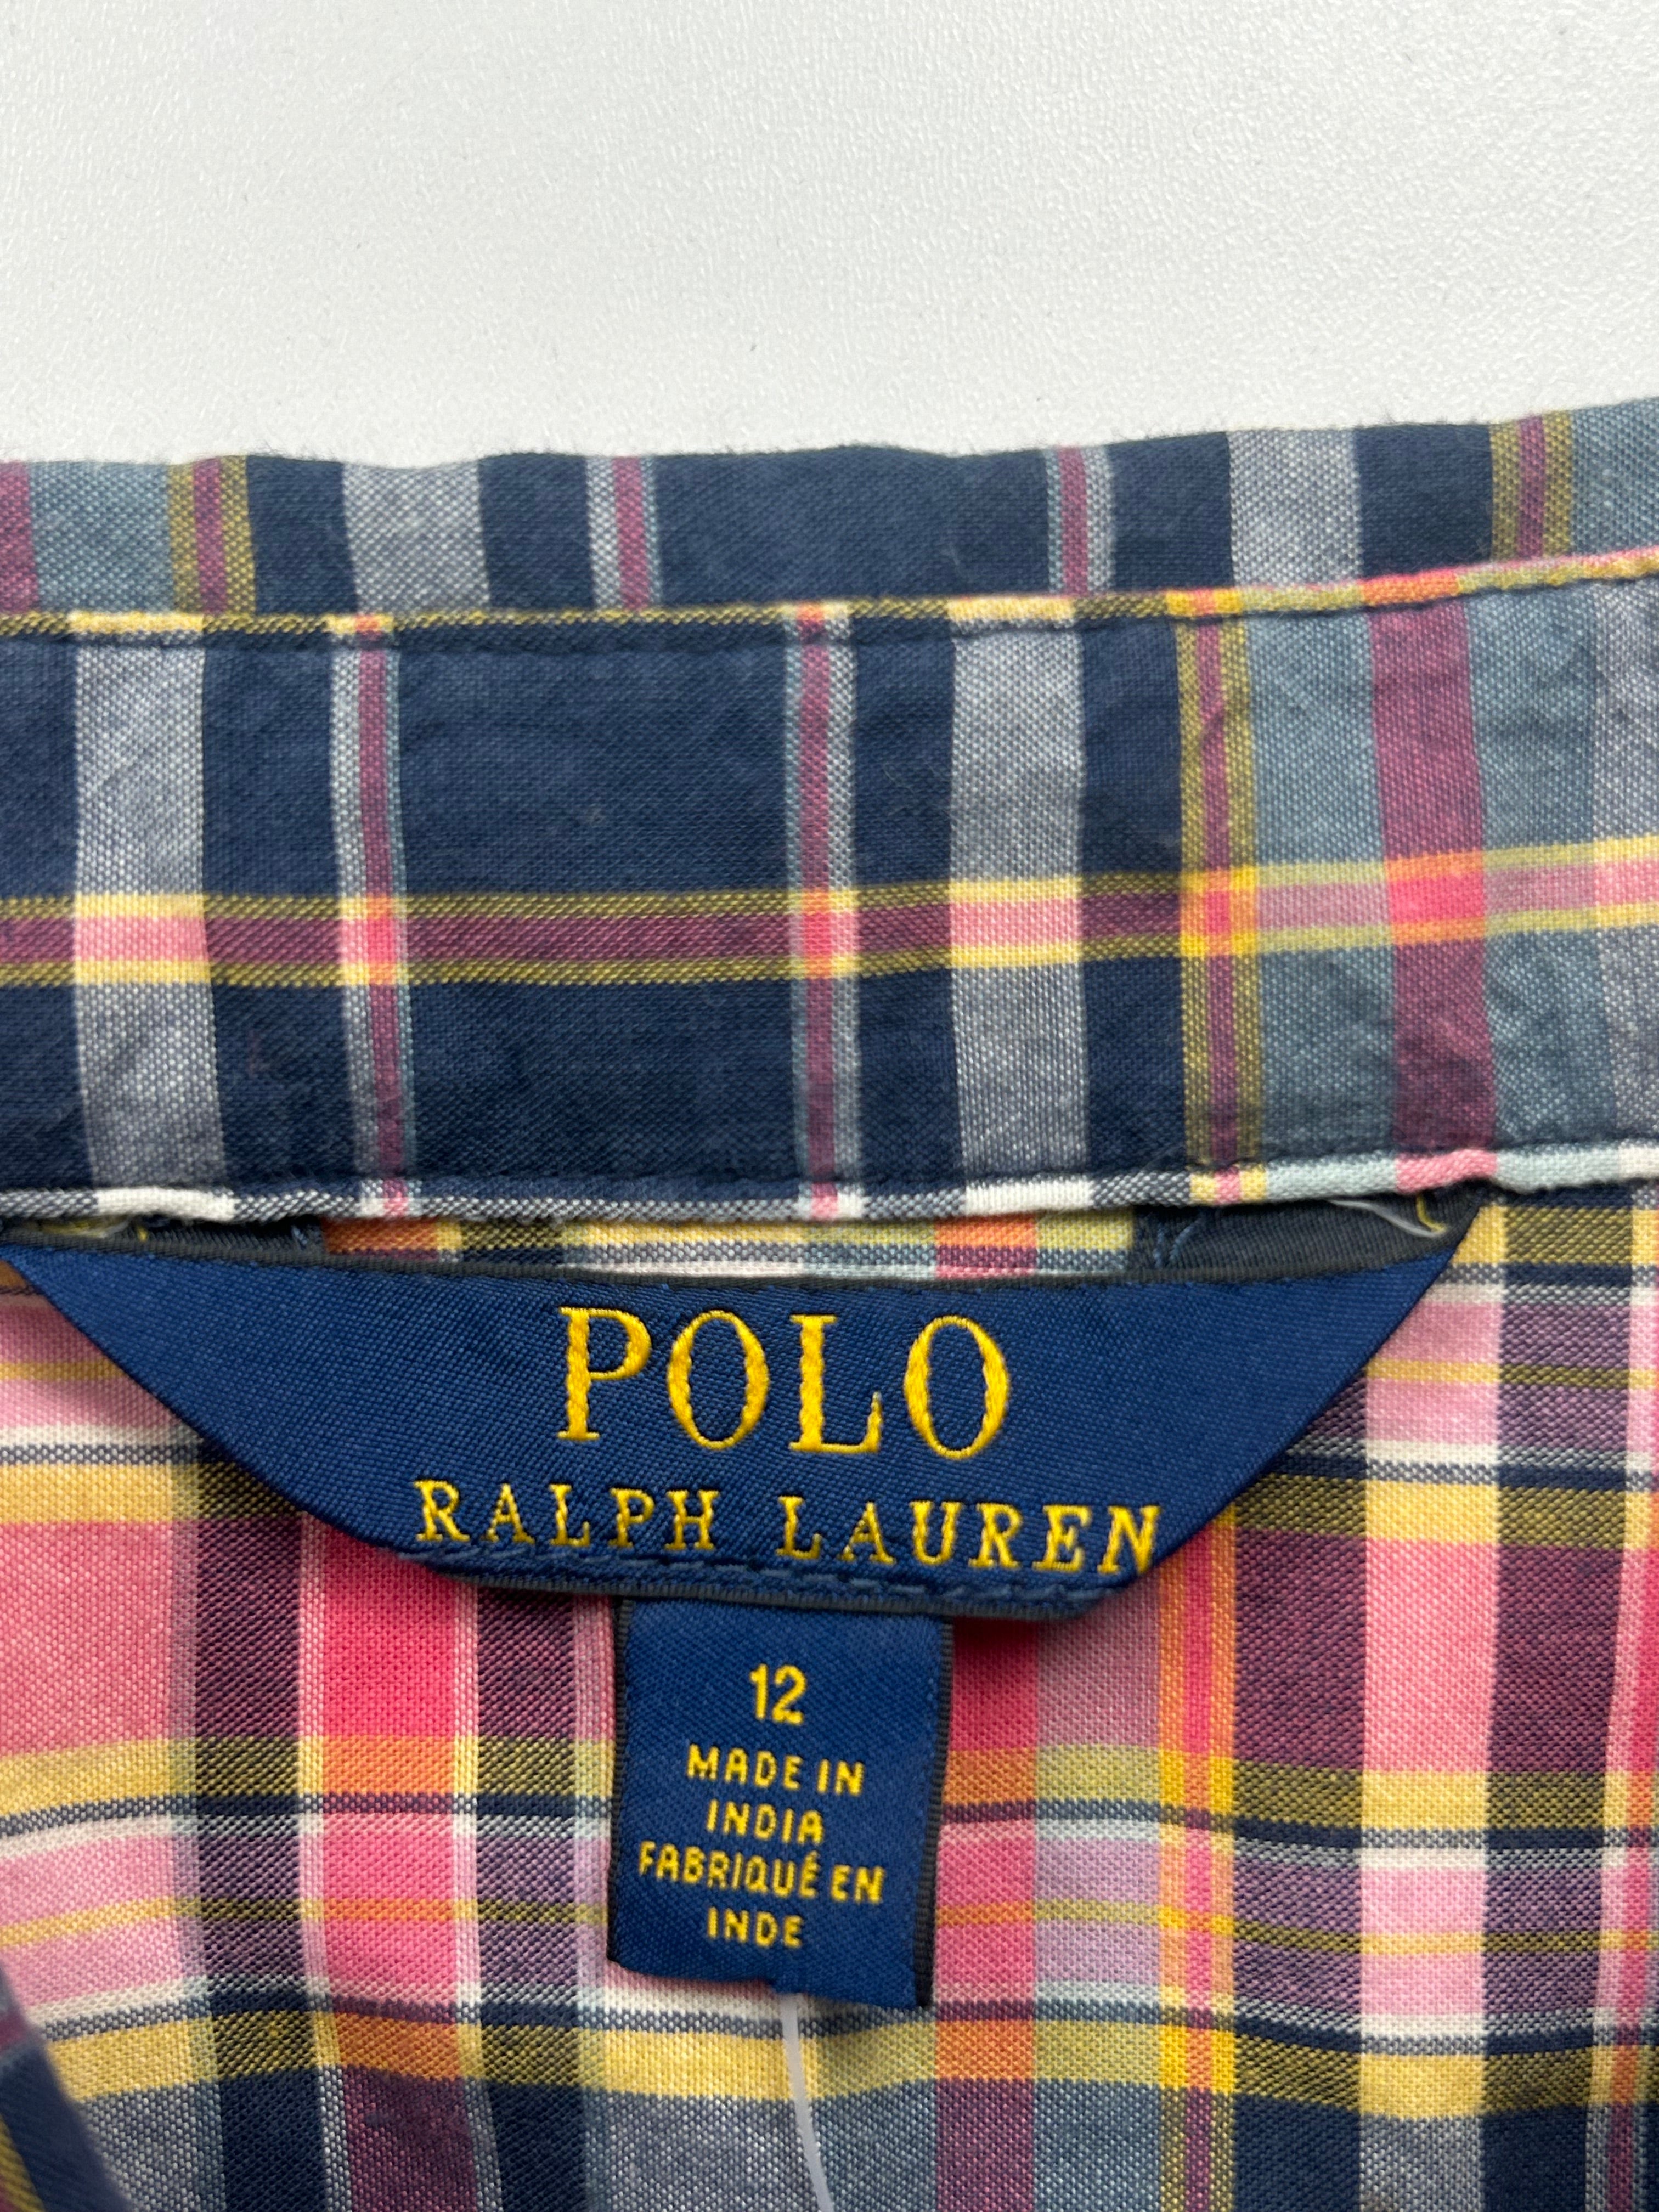 POLO
RALPH LAUREN
12
MADE IN
INDIA
FABRIQUÉ EN
INDE